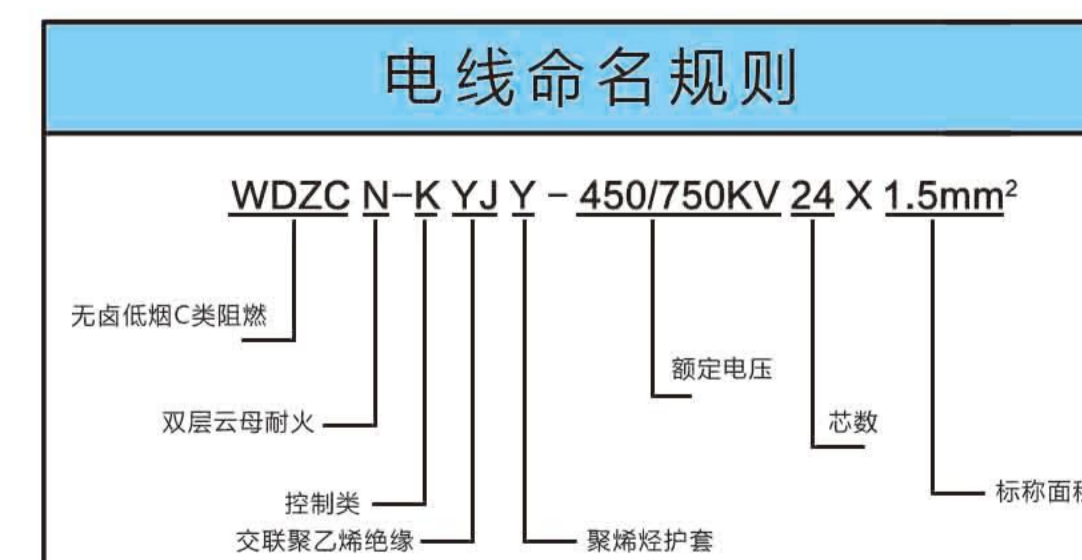 电线命名规则
WDZC N-K YJ Y - 450/750KV 24 X 1.5mm²
无卤低烟C类阻燃
额定电压
双层云母耐火
芯数
控制类
标称面积
交联聚乙烯绝缘
聚烯烃护套